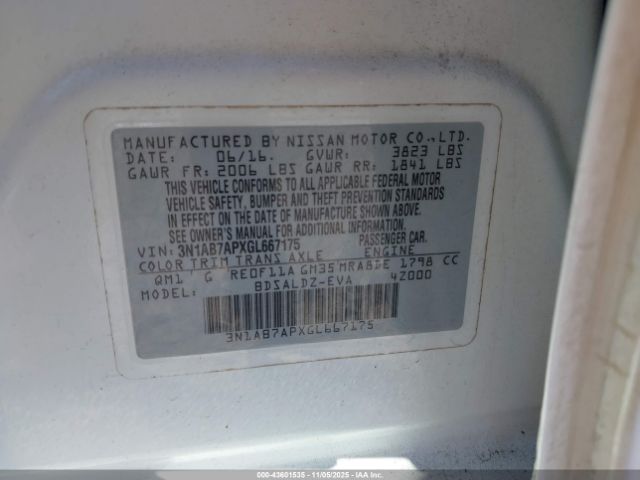 MANUFACTURED BY NISSAN MOTOR CO.,LTD.
DATE: 06/16. GVWR: 3823 LBS
GAWR FR: 2006 LBS GAWR RR: 1841 LBS
THIS VEHICLE CONFORMS TO ALL APPLICABLE FEDERAL MOTOR
VEHICLE SAFETY, BUMPER AND THEFT PREVENTION STANDARDS
IN EFFECT ON THE DATE OF MANUFACTURE SHOWN ABOVE.
SEE OWNER'S MANUAL FOR ADDITIONAL INFORMATION.
VIN: 3N1AB7APXGL667175 PASSENGER CAR.
COLOR TRIM TRANS AXLE ENGINE
QM1 G RE0F11A GH35 MRA8DE 1798 CC
MODEL: BDSALDZ-EVA 42000
3N1AB7APXGL667175
000-43601535 11/05/2025 IAA Inc.